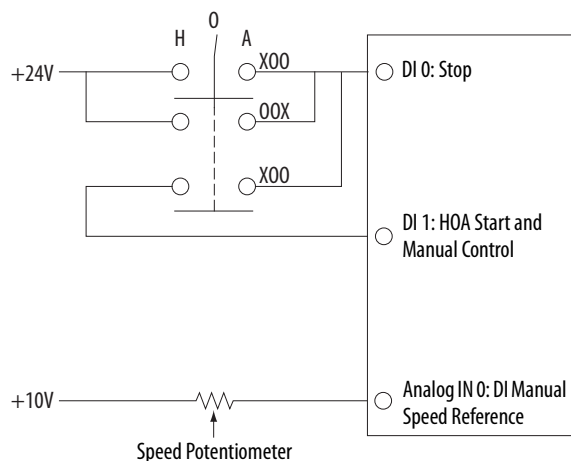 H O A
+24V
XOO
OOX
XOO
DI 0: Stop
DI 1: HOA Start and
Manual Control
+10V
Analog IN 0: DI Manual
Speed Reference
Speed Potentiometer